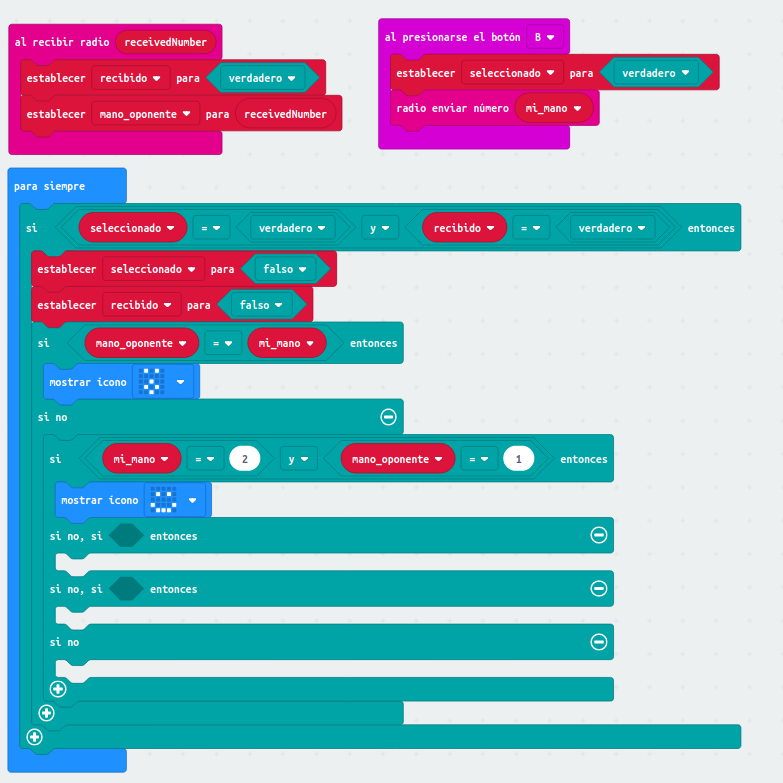 al recibir radio receivedNumber
establecer recibido para verdadero
establecer mano_oponente para receivedNumber
al presionarse el botón B
establecer seleccionado para verdadero
radio enviar número mi_mano
para siempre
si seleccionado = verdadero y recibido = verdadero entonces
establecer seleccionado para falso
establecer recibido para falso
si mano_oponente = mi_mano entonces
mostrar ícono
si no
si mi_mano = 2 y mano_oponente = 1 entonces
mostrar ícono
si no, si entonces
si no, si entonces
si no